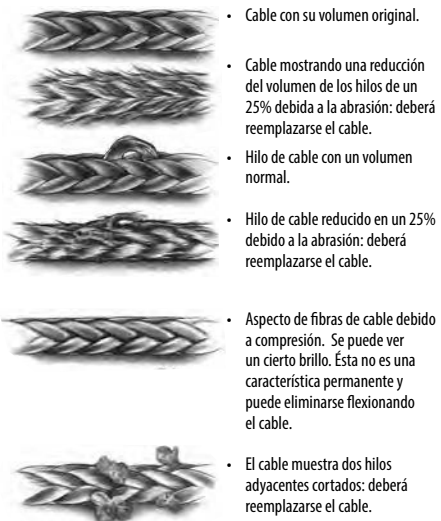 • Cable con su volumen original.
• Cable mostrando una reducción
del volumen de los hilos de un
25% debida a la abrasión: deberá
reemplazarse el cable.
• Hilo de cable con un volumen
normal.
• Hilo de cable reducido en un 25%
debido a la abrasión: deberá
reemplazarse el cable.
• Aspecto de fibras de cable debido
a compresión. Se puede ver
un cierto brillo. Ésta no es una
característica permanente y
puede eliminarse flexionando
el cable.
• El cable muestra dos hilos
adyacentes cortados: deberá
reemplazarse el cable.